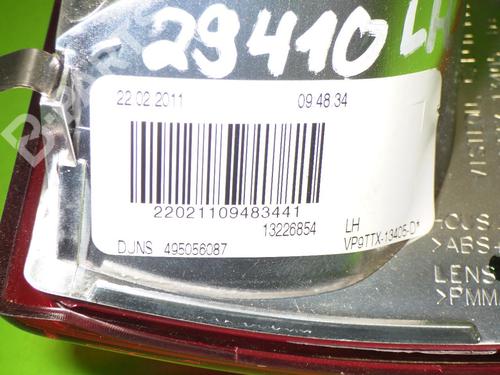 29410 LH
22 02 2011 09 48 34
22021109483441
13226854
DJNS 495056087
LH
VP9TTX-13405-D1
VISTEON
HOUS
>ABS
LENS
>PMM